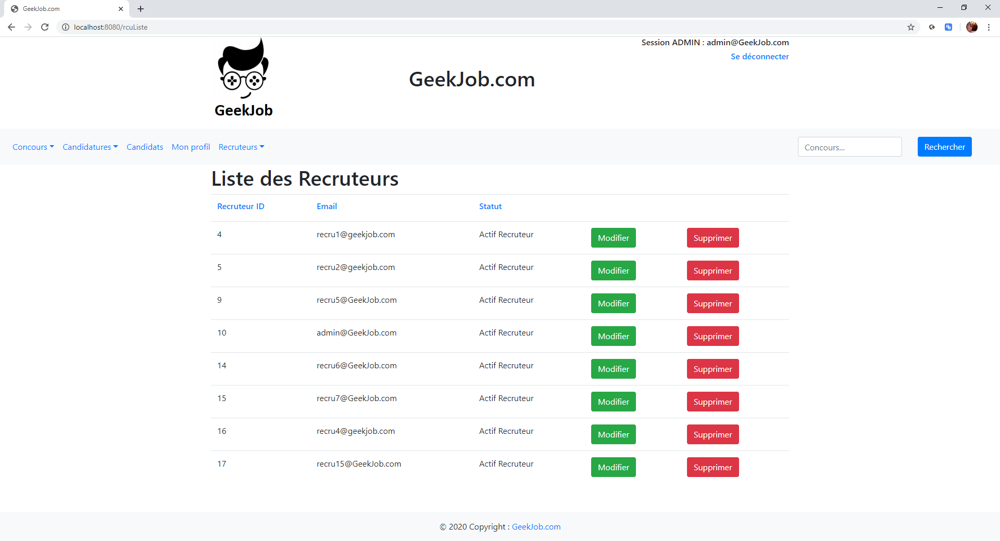 GeekJob.com
localhost:8080/rcuListe
Session ADMIN : admin@GeekJob.com
Se déconnecter
GeekJob.com
GeekJob
Concours Candidatures Candidats Mon profil Recruteurs Concours... Rechercher
Liste des Recruteurs
Recruteur ID Email Statut
4 recru1@geekjob.com Actif Recruteur Modifier Supprimer
5 recru2@geekjob.com Actif Recruteur Modifier Supprimer
9 recru5@GeekJob.com Actif Recruteur Modifier Supprimer
10 admin@GeekJob.com Actif Recruteur Modifier Supprimer
14 recru6@GeekJob.com Actif Recruteur Modifier Supprimer
15 recru7@GeekJob.com Actif Recruteur Modifier Supprimer
16 recru4@geekjob.com Actif Recruteur Modifier Supprimer
17 recru15@GeekJob.com Actif Recruteur Modifier Supprimer
© 2020 Copyright : GeekJob.com